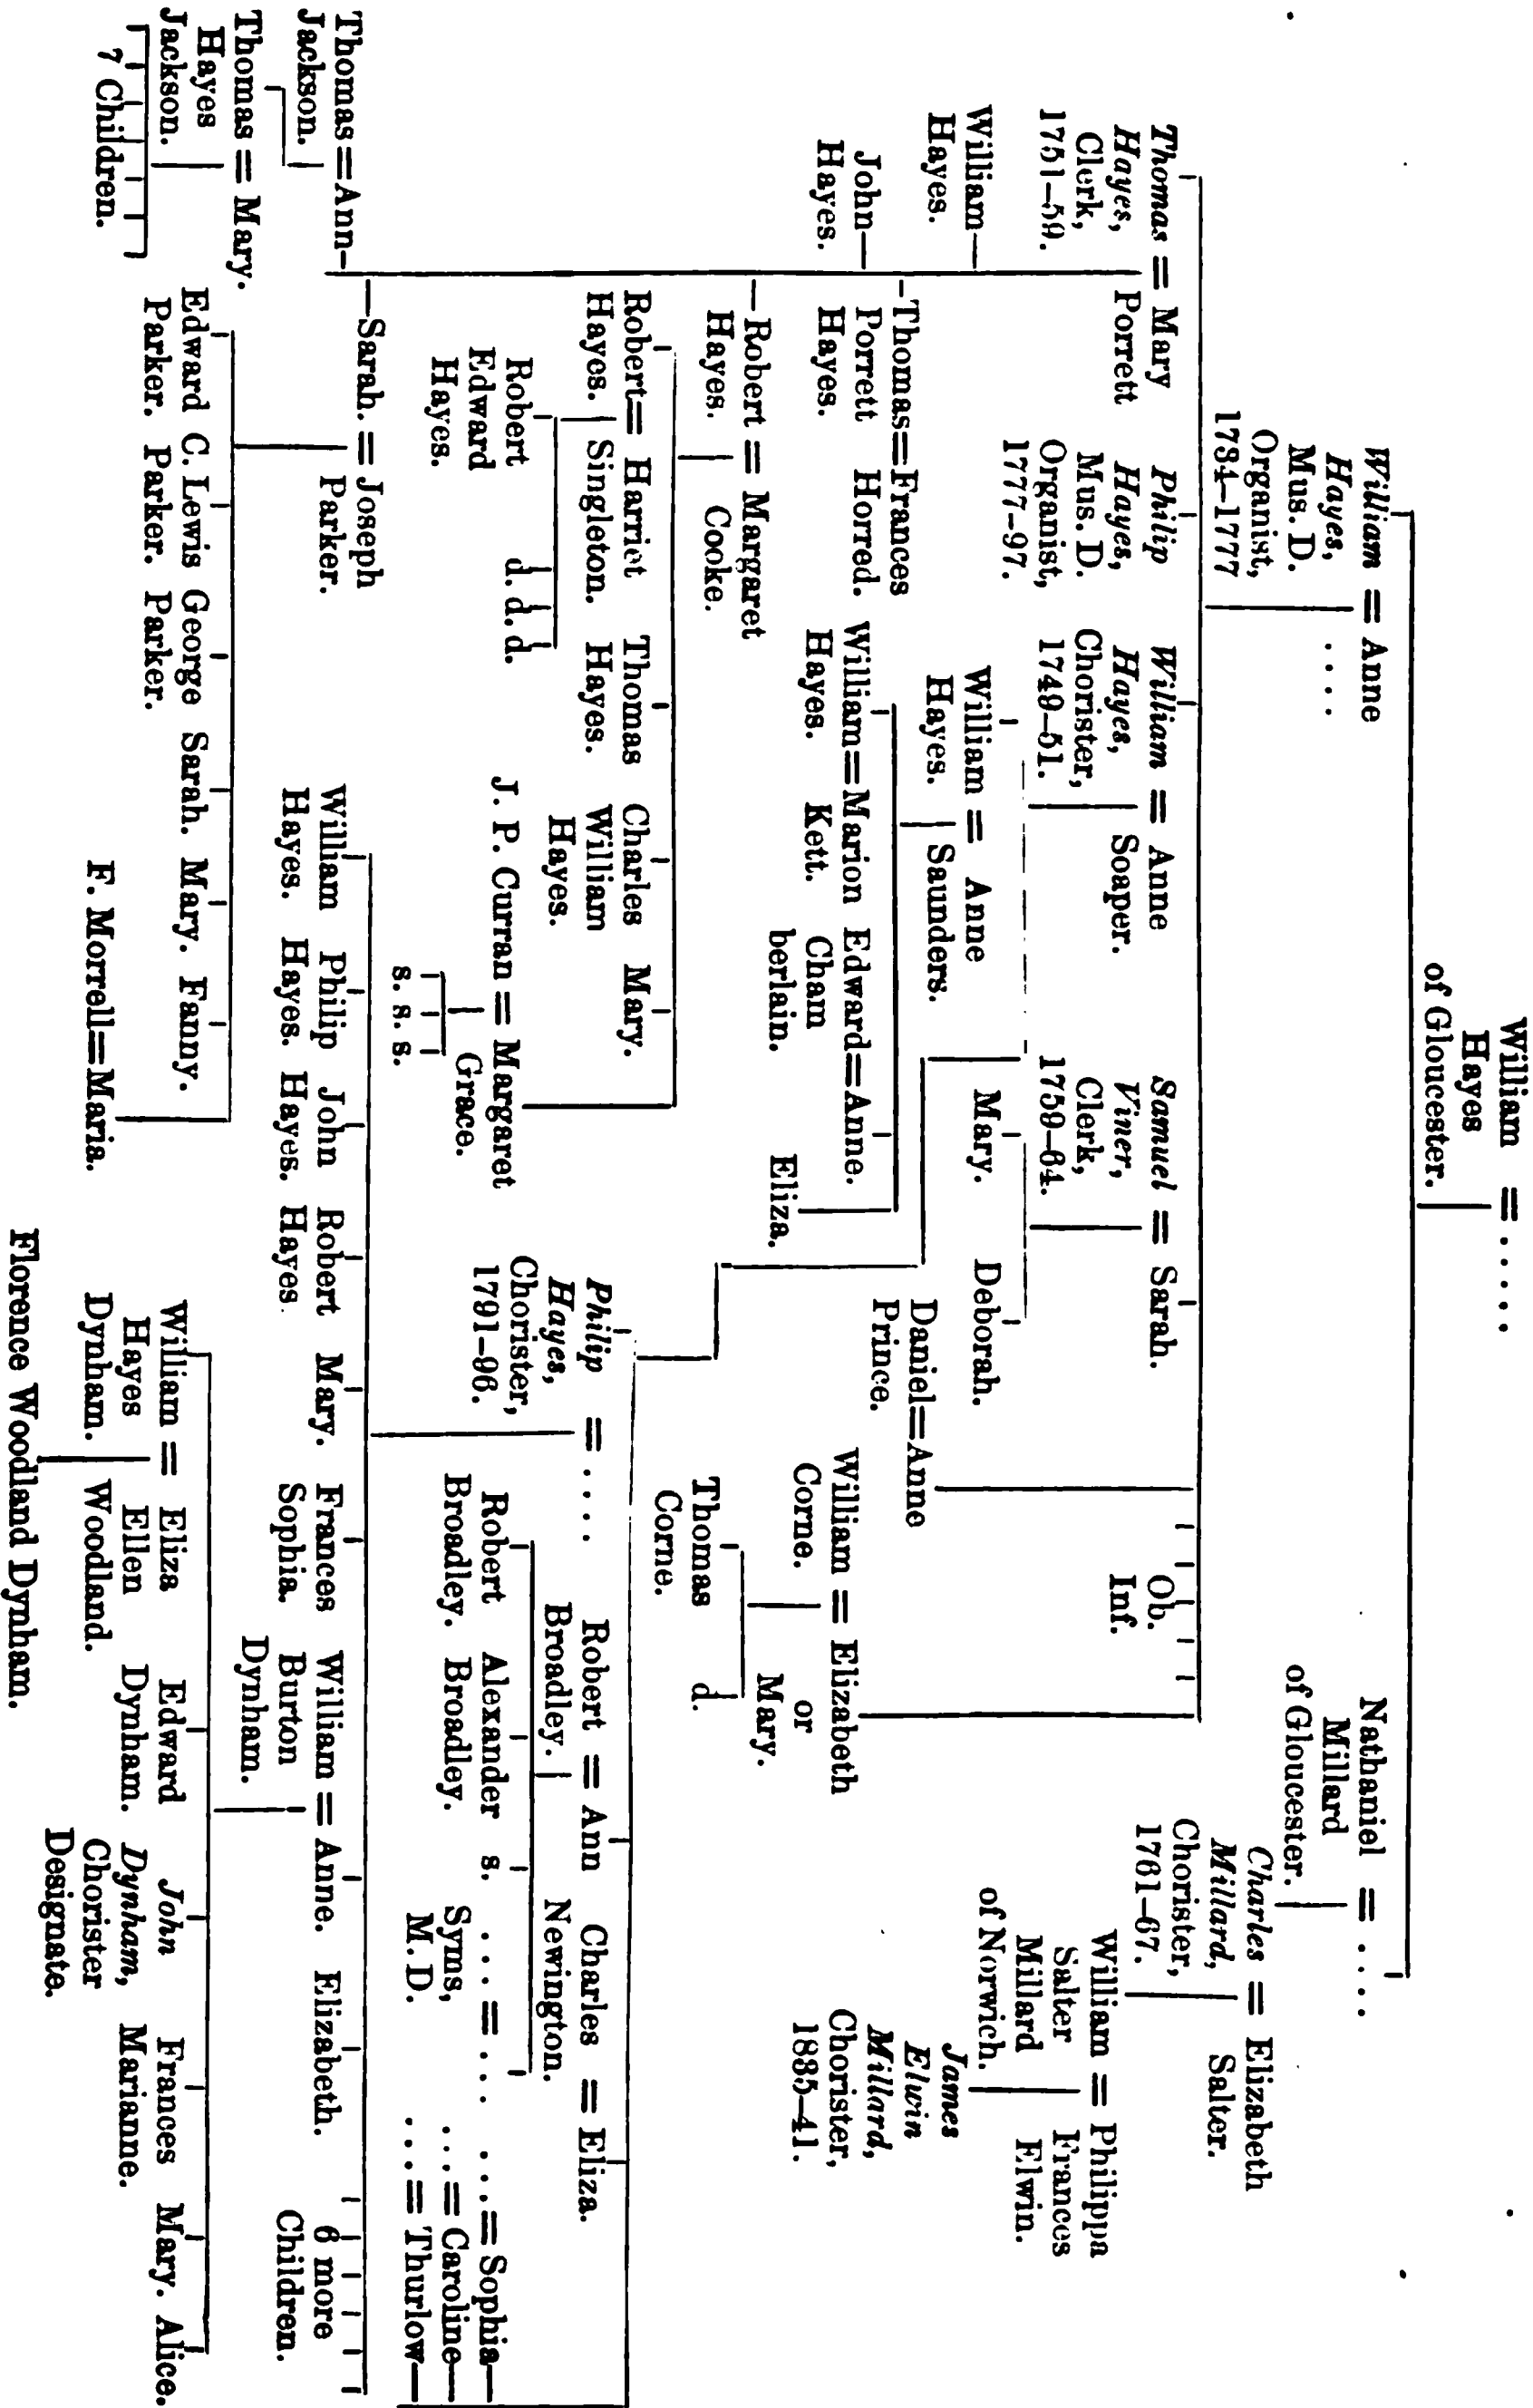 William = .....
Hayes
of Gloucester.
William = Anne
Hayes, ....
Mus. D.
Organist,
1734–1777
Nathaniel = ....
Millard
of Gloucester.
Thomas = Mary
Hayes, Porrett
Clerk,
1751–59.
Philip
Hayes,
Mus. D.
Organist,
1777–97.
William = Anne
Hayes, Soaper.
Chorister,
1749–51.
Samuel = Sarah.
Viner,
Clerk,
1759–64.
Daniel=Anne
Prince.
Ob.
Inf.
William = Elizabeth
Corne. or
Mary.
Thomas d.
Corne.
Charles = Elizabeth
Millard, Salter.
Chorister,
1761–67.
William = Philippa
Salter Frances
Millard Elwin.
of Norwich.
James
Elwin
Millard,
Chorister,
1835–41.
William—
Hayes.
John—
Hayes.
—Thomas=Frances
Porrett Horred.
Hayes.
—Robert = Margaret
Hayes. Cooke.
William = Anne
Hayes. Saunders.
Mary. Deborah.
William=Marion Edward=Anne.
Hayes. Kett. Cham
berlain.
Eliza.
Robert= Harriet Thomas Charles Mary.
Hayes. Singleton. Hayes. William
Hayes.
Robert d. d. d.
Edward
Hayes.
J. P. Curran = Margaret
Grace.
s. s. s.
Philip = ....
Hayes,
Chorister,
1791–96.
Robert = Ann
Broadley. Newington.
Charles = Eliza.
Robert Alexander s. ...=... ...=Sophia—
Broadley. Broadley. Syms, ...=Caroline—
M.D. ...=Thurlow—
Thomas=Ann—
Jackson.
—Sarah. = Joseph
Parker.
Thomas = Mary.
Hayes
Jackson.
7 Children.
Edward C. Lewis George Sarah. Mary. Fanny.
Parker. Parker. Parker.
F. Morrell=Maria.
William Philip John Robert Mary. Frances William = Anne. Elizabeth. 6 more
Hayes. Hayes. Hayes. Hayes Sophia. Burton Children.
Dynham.
William = Eliza Edward John Frances Mary. Alice.
Hayes Ellen Dynham. Dynham, Marianne.
Dynham. Woodland. Chorister
Designate.
Florence Woodland Dynham.